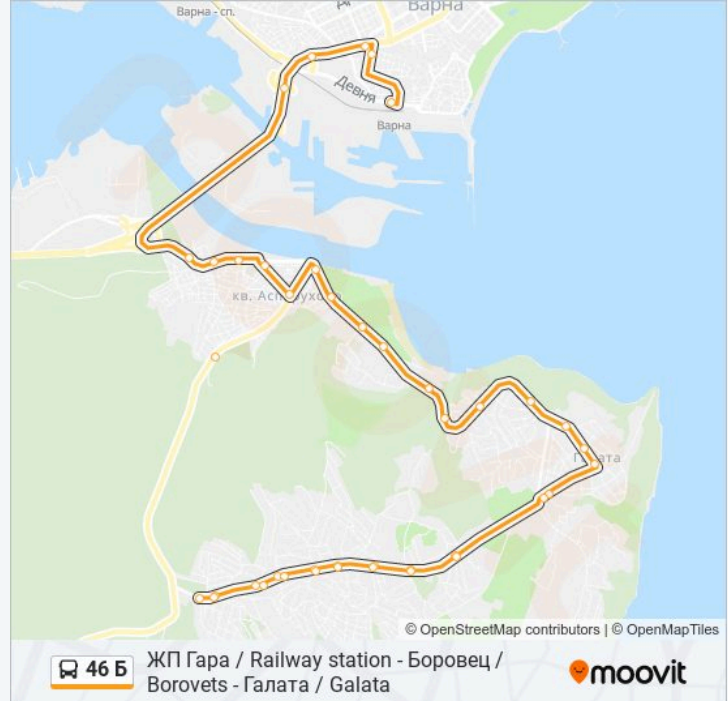 Варна - сп.
Варна
Девня
Варна
кв. Аспарухово
Галата
© OpenStreetMap contributors | © OpenMapTiles
46 Б
ЖП Гара / Railway station - Боровец /
Borovets - Галата / Galata
moovit